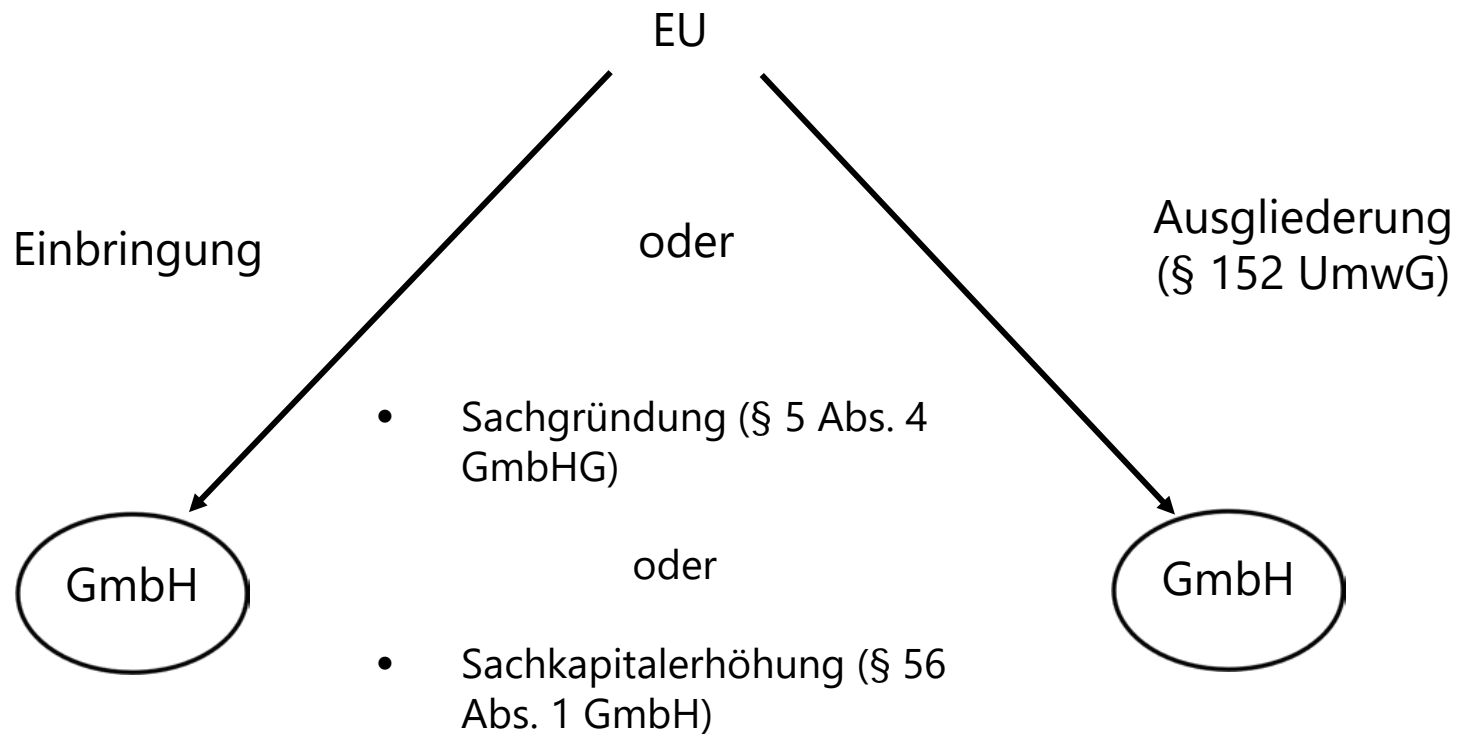 EU
Einbringung
oder
Ausgliederung
(§ 152 UmwG)
• Sachgründung (§ 5 Abs. 4
GmbHG)
oder
• Sachkapitalerhöhung (§ 56
Abs. 1 GmbH)
GmbH
GmbH